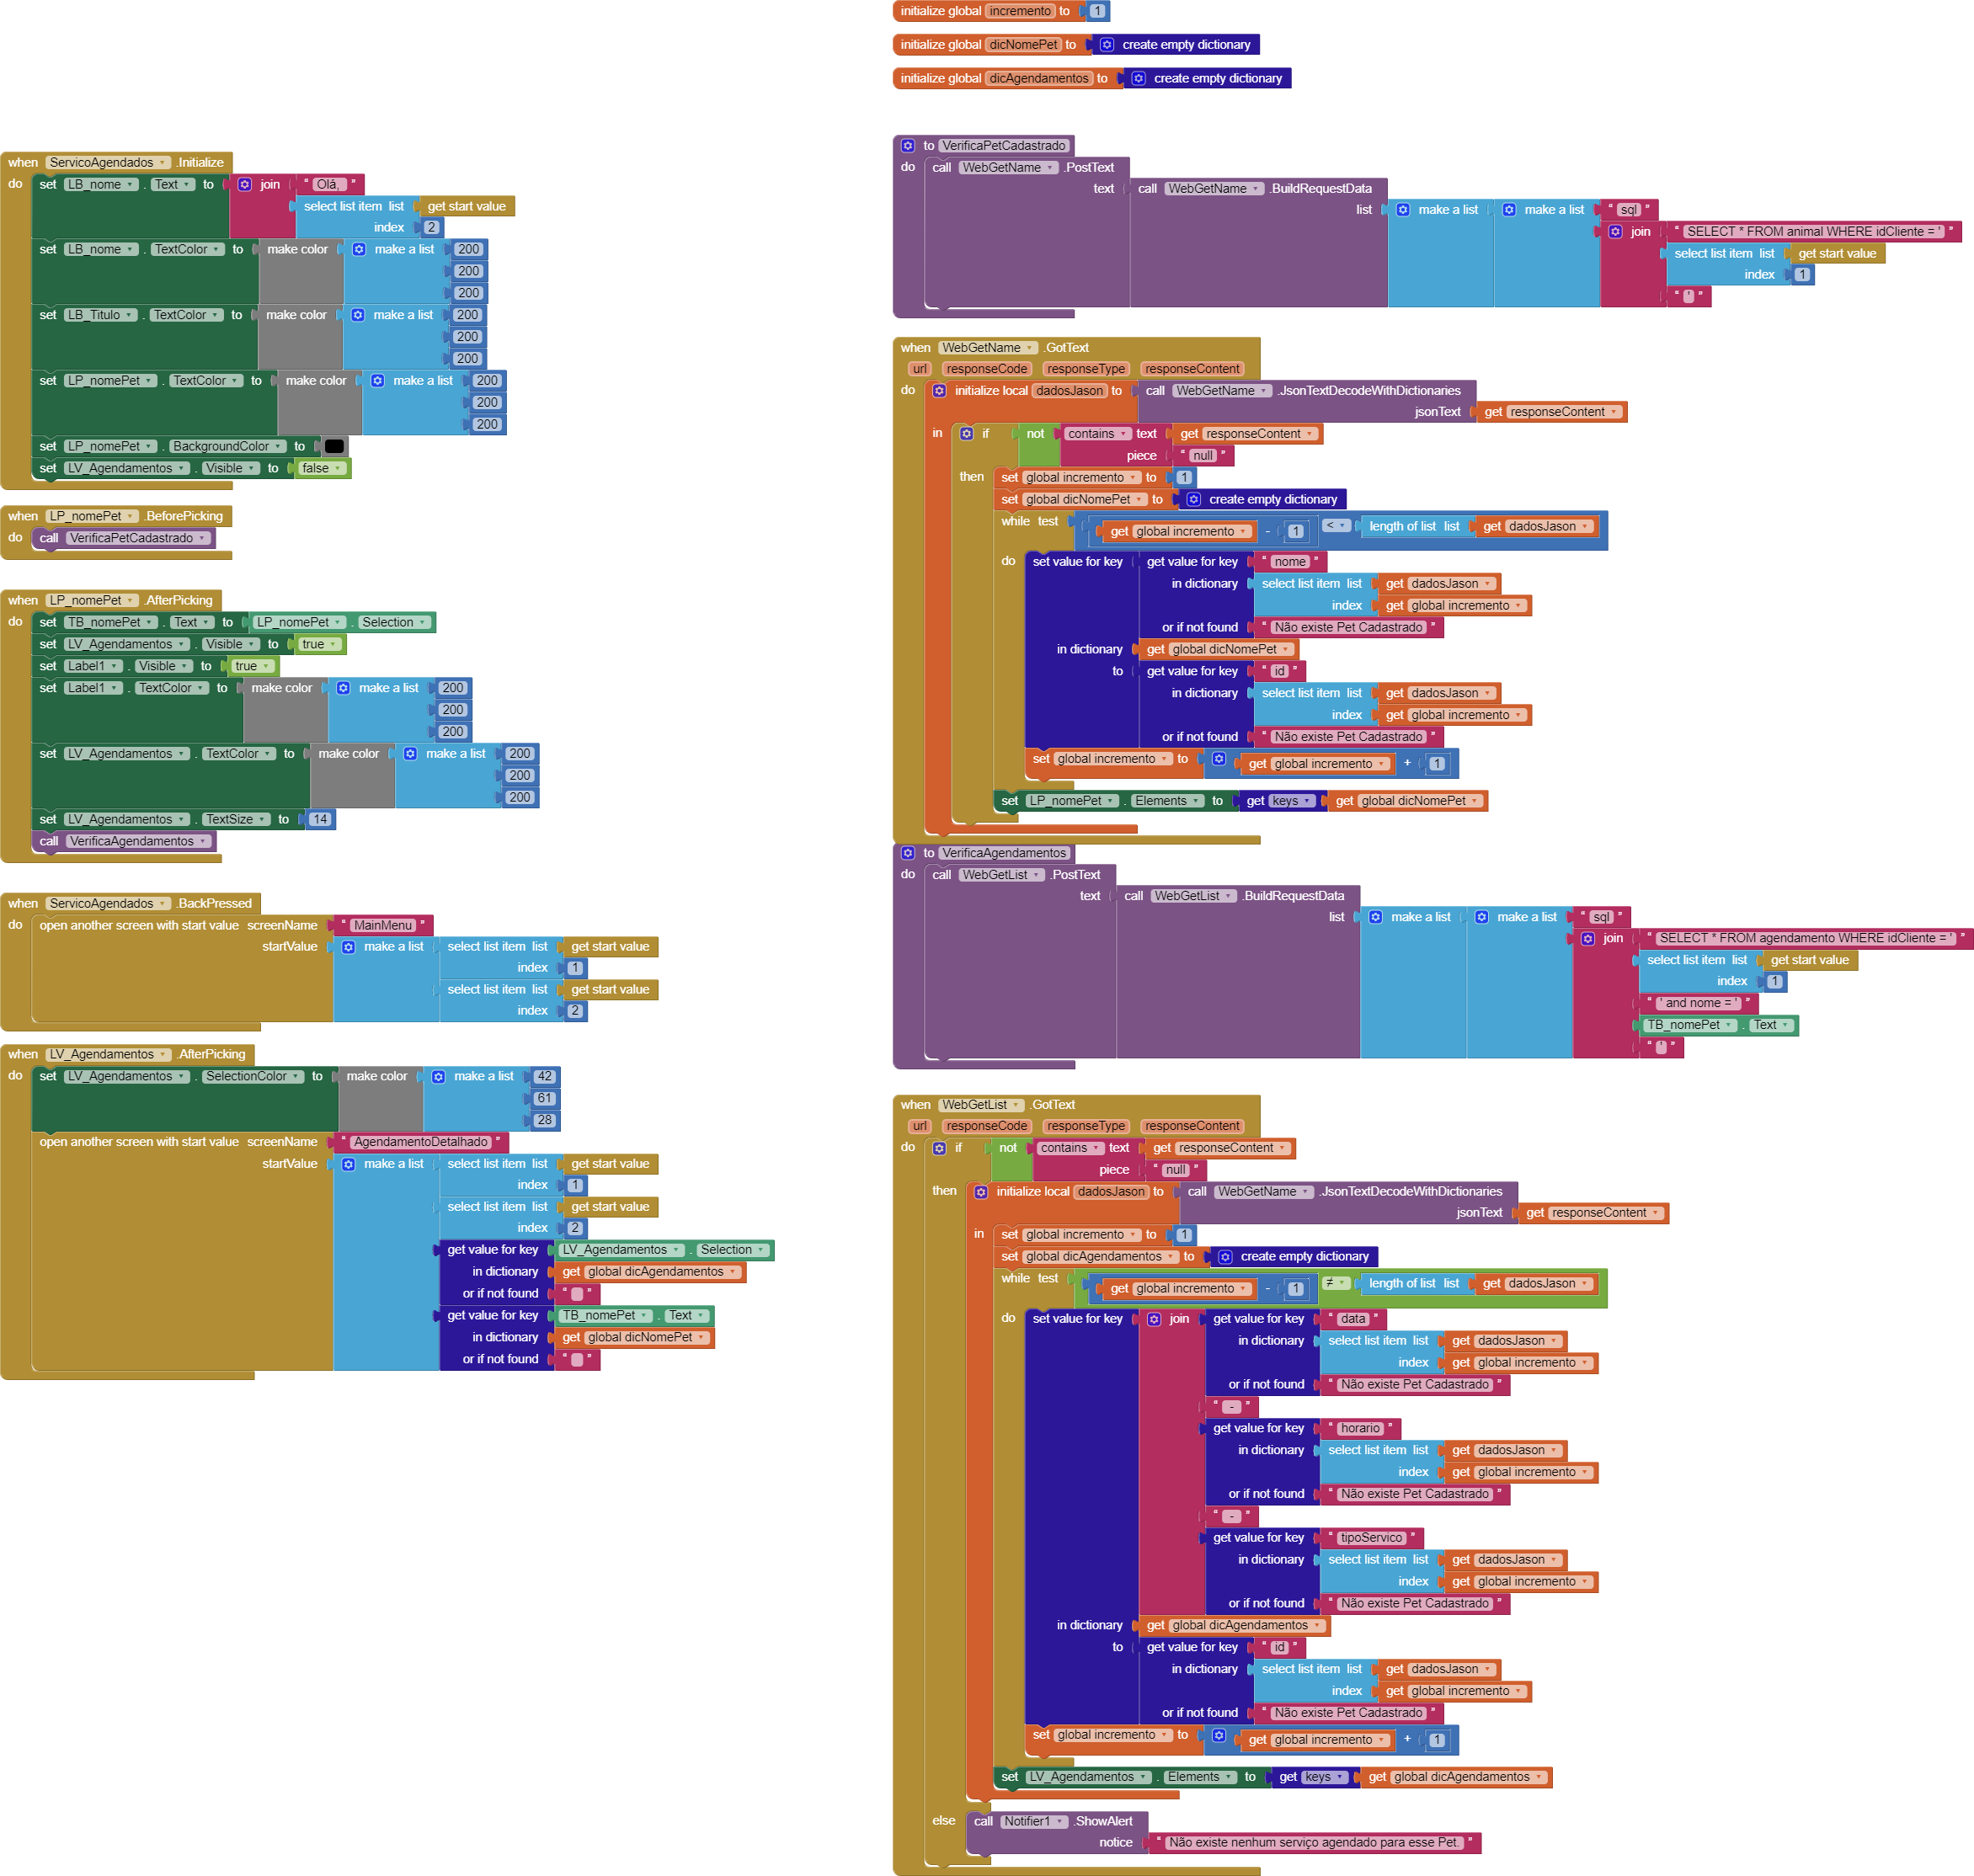 initialize global incremento to 1
initialize global dicNomePet to create empty dictionary
initialize global dicAgendamentos to create empty dictionary
when ServicoAgendados .Initialize
do set LB_nome . Text to join " Olá, "
select list item list get start value
index 2
set LB_nome . TextColor to make color make a list 200
200
200
set LB_Titulo . TextColor to make color make a list 200
200
200
set LP_nomePet . TextColor to make color make a list 200
200
200
set LP_nomePet . BackgroundColor to
set LV_Agendamentos . Visible to false
when LP_nomePet .BeforePicking
do call VerificaPetCadastrado
when LP_nomePet .AfterPicking
do set TB_nomePet . Text to LP_nomePet . Selection
set LV_Agendamentos . Visible to true
set Label1 . Visible to true
set Label1 . TextColor to make color make a list 200
200
200
set LV_Agendamentos . TextColor to make color make a list 200
200
200
set LV_Agendamentos . TextSize to 14
call VerificaAgendamentos
when ServicoAgendados .BackPressed
do open another screen with start value screenName " MainMenu "
startValue make a list select list item list get start value
index 1
select list item list get start value
index 2
when LV_Agendamentos .AfterPicking
do set LV_Agendamentos . SelectionColor to make color make a list 42
61
28
open another screen with start value screenName " AgendamentoDetalhado "
startValue make a list select list item list get start value
index 1
select list item list get start value
index 2
get value for key LV_Agendamentos . Selection
in dictionary get global dicAgendamentos
or if not found " "
get value for key TB_nomePet . Text
in dictionary get global dicNomePet
or if not found " "
to VerificaPetCadastrado
do call WebGetName .PostText
text call WebGetName .BuildRequestData
list make a list make a list " sql "
join " SELECT * FROM animal WHERE idCliente = ' "
select list item list get start value
index 1
" ' "
when WebGetName .GotText
url responseCode responseType responseContent
do initialize local dadosJason to call WebGetName .JsonTextDecodeWithDictionaries
jsonText get responseContent
in if not contains text get responseContent
piece " null "
then set global incremento to 1
set global dicNomePet to create empty dictionary
while test get global incremento - 1 < length of list list get dadosJason
do set value for key get value for key " nome "
in dictionary select list item list get dadosJason
index get global incremento
or if not found " Não existe Pet Cadastrado "
in dictionary get global dicNomePet
to get value for key " id "
in dictionary select list item list get dadosJason
index get global incremento
or if not found " Não existe Pet Cadastrado "
set global incremento to get global incremento + 1
set LP_nomePet . Elements to get keys get global dicNomePet
to VerificaAgendamentos
do call WebGetList .PostText
text call WebGetList .BuildRequestData
list make a list make a list " sql "
join " SELECT * FROM agendamento WHERE idCliente = ' "
select list item list get start value
index 1
" ' and nome = ' "
TB_nomePet . Text
" ' "
when WebGetList .GotText
url responseCode responseType responseContent
do if not contains text get responseContent
piece " null "
then initialize local dadosJason to call WebGetName .JsonTextDecodeWithDictionaries
jsonText get responseContent
in set global incremento to 1
set global dicAgendamentos to create empty dictionary
while test get global incremento - 1 ≠ length of list list get dadosJason
do set value for key join get value for key " data "
in dictionary select list item list get dadosJason
index get global incremento
or if not found " Não existe Pet Cadastrado "
" - "
get value for key " horario "
in dictionary select list item list get dadosJason
index get global incremento
or if not found " Não existe Pet Cadastrado "
" - "
get value for key " tipoServico "
in dictionary select list item list get dadosJason
index get global incremento
or if not found " Não existe Pet Cadastrado "
in dictionary get global dicAgendamentos
to get value for key " id "
in dictionary select list item list get dadosJason
index get global incremento
or if not found " Não existe Pet Cadastrado "
set global incremento to get global incremento + 1
set LV_Agendamentos . Elements to get keys get global dicAgendamentos
else call Notifier1 .ShowAlert
notice " Não existe nenhum serviço agendado para esse Pet. "